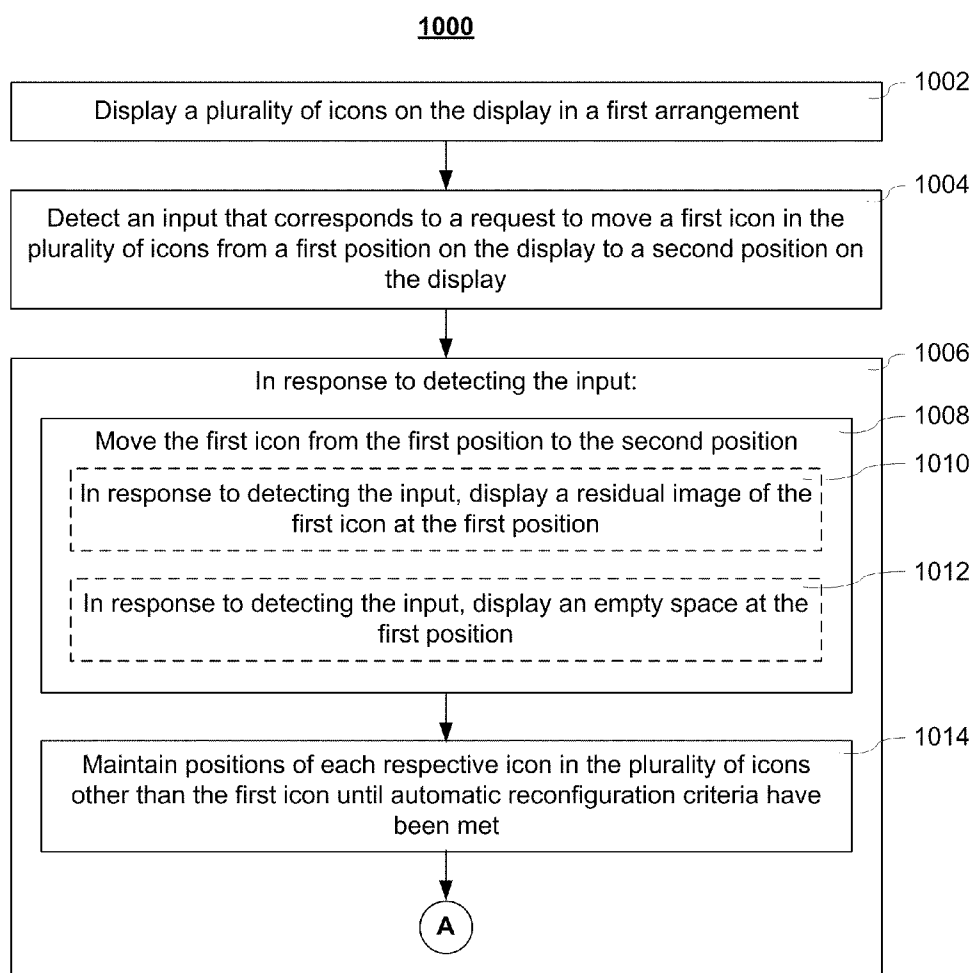 1000
1002
Display a plurality of icons on the display in a first arrangement
1004
Detect an input that corresponds to a request to move a first icon in the
plurality of icons from a first position on the display to a second position on
the display
1006
In response to detecting the input:
1008
Move the first icon from the first position to the second position
1010
In response to detecting the input, display a residual image of the
first icon at the first position
1012
In response to detecting the input, display an empty space at the
first position
1014
Maintain positions of each respective icon in the plurality of icons
other than the first icon until automatic reconfiguration criteria have
been met
A